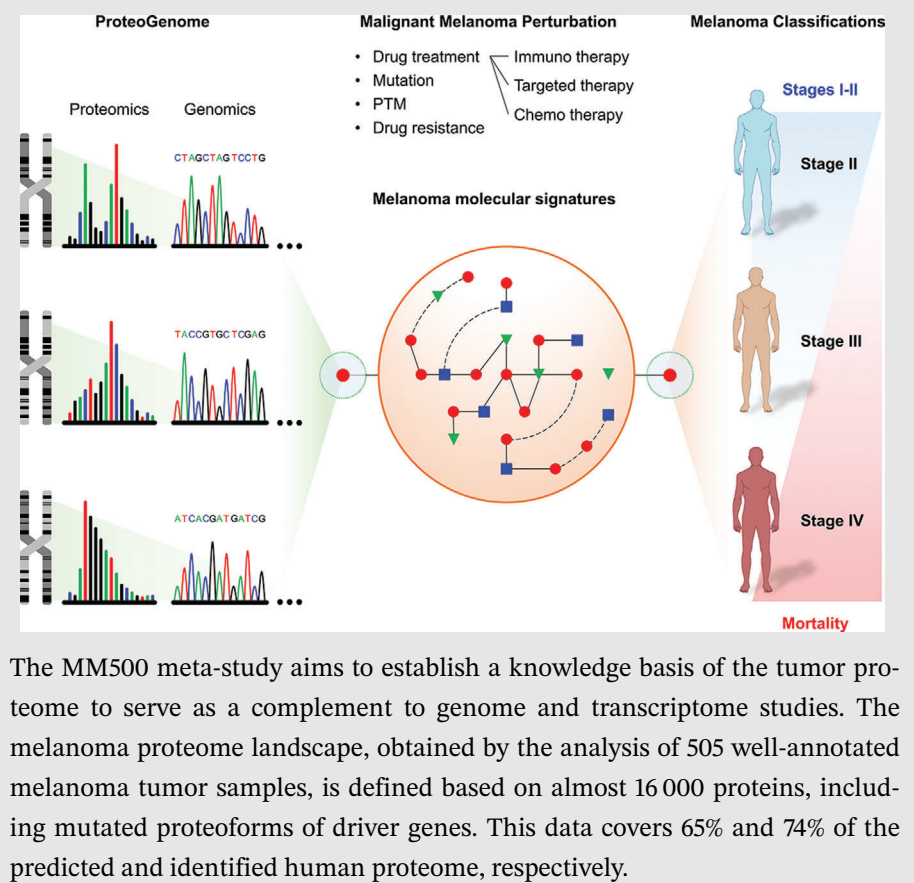 ProteoGenome
Malignant Melanoma Perturbation
Melanoma Classifications
• Drug treatment
• Mutation
• PTM
• Drug resistance
Immuno therapy
Targeted therapy
Chemo therapy
Proteomics
Genomics
CTAGCTAGTCCTG
Stages I-II
Stage II
Melanoma molecular signatures
TACCGTGCTCGAG
Stage III
ATCACGATGATCG
Stage IV
Mortality
The MM500 meta-study aims to establish a knowledge basis of the tumor pro-
teome to serve as a complement to genome and transcriptome studies. The
melanoma proteome landscape, obtained by the analysis of 505 well-annotated
melanoma tumor samples, is defined based on almost 16 000 proteins, includ-
ing mutated proteoforms of driver genes. This data covers 65% and 74% of the
predicted and identified human proteome, respectively.